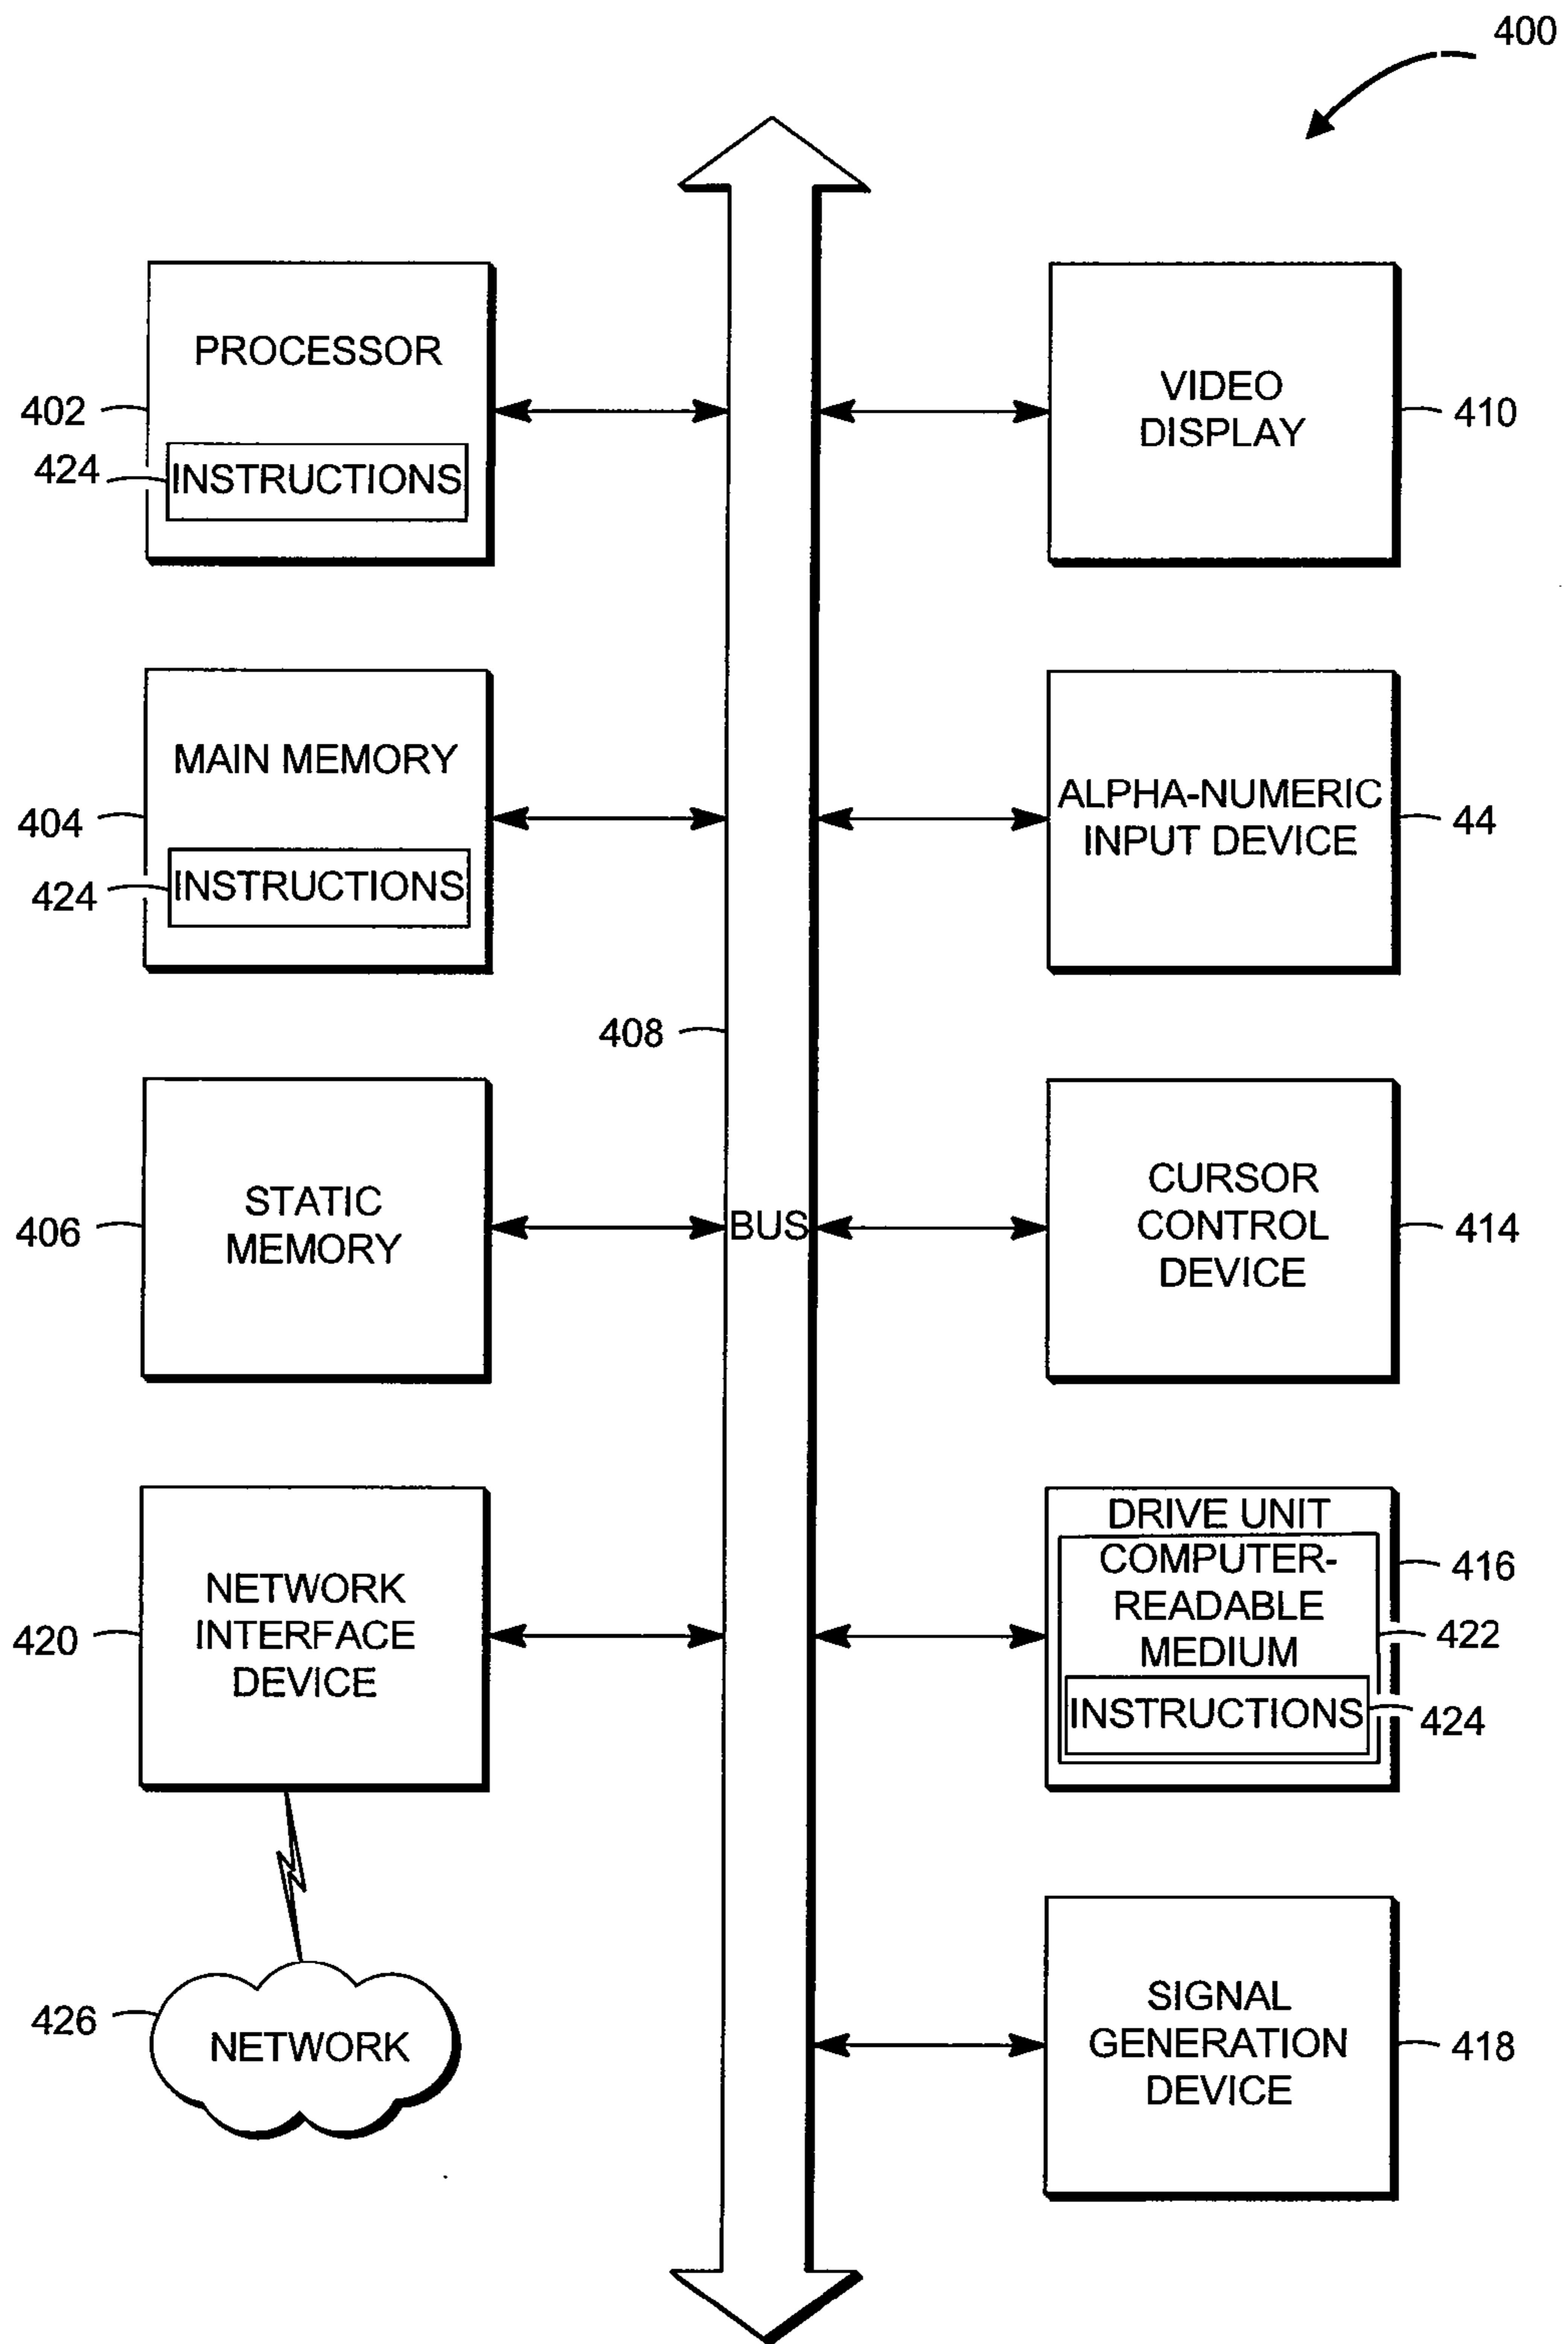 400
PROCESSOR
402
424
INSTRUCTIONS
VIDEO
DISPLAY
410
MAIN MEMORY
404
424
INSTRUCTIONS
ALPHA-NUMERIC
INPUT DEVICE
44
408
STATIC
MEMORY
406
BUS
CURSOR
CONTROL
DEVICE
414
NETWORK
INTERFACE
DEVICE
420
DRIVE UNIT
416
COMPUTER-
READABLE
MEDIUM
422
INSTRUCTIONS
424
426
NETWORK
SIGNAL
GENERATION
DEVICE
418